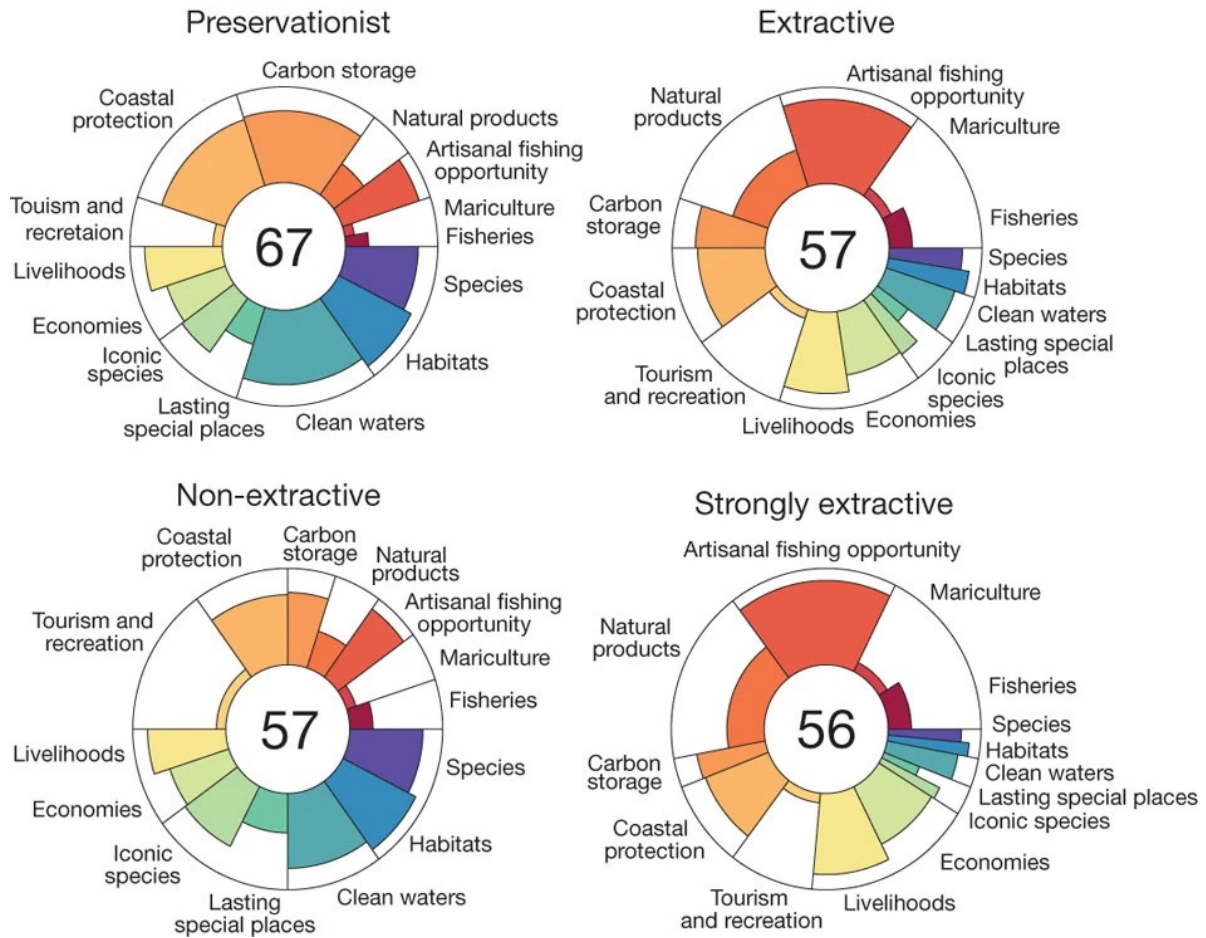 Preservationist
Carbon storage
Coastal
protection
Natural products
Artisanal fishing
opportunity
Touism and
recretaion
Mariculture
Fisheries
67
Livelihoods
Species
Economies
Iconic
species
Habitats
Lasting
special places
Clean waters
Extractive
Artisanal fishing
opportunity
Natural
products
Mariculture
Carbon
storage
Fisheries
57
Species
Habitats
Coastal
protection
Clean waters
Lasting special
places
Tourism
and recreation
Iconic
species
Livelihoods
Economies
Non-extractive
Coastal
protection
Carbon
storage
Natural
products
Artisanal fishing
opportunity
Tourism and
recreation
Mariculture
Fisheries
57
Livelihoods
Species
Economies
Habitats
Iconic
species
Clean waters
Lasting
special places
Strongly extractive
Artisanal fishing opportunity
Mariculture
Natural
products
Fisheries
56
Species
Habitats
Carbon
storage
Clean waters
Lasting special places
Iconic species
Coastal
protection
Economies
Tourism
and recreation
Livelihoods